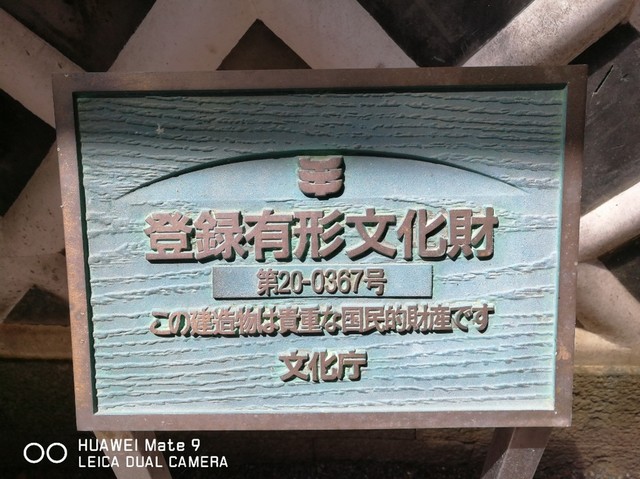 登録有形文化財
第20-0367号
この建造物は貴重な国民的財産です
文化庁
HUAWEI Mate 9
LEICA DUAL CAMERA